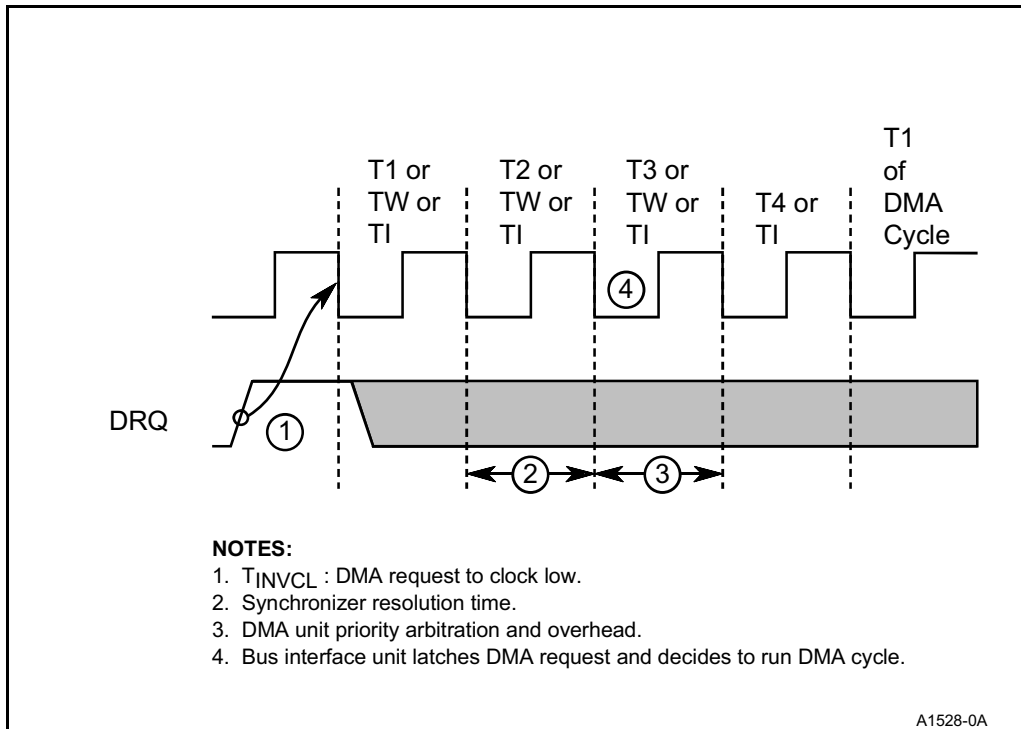 T1 or
TW or
TI
T2 or
TW or
TI
T3 or
TW or
TI
T4 or
TI
T1
of
DMA
Cycle
4
DRQ
1
2
3
NOTES:
1. TINVCL : DMA request to clock low.
2. Synchronizer resolution time.
3. DMA unit priority arbitration and overhead.
4. Bus interface unit latches DMA request and decides to run DMA cycle.
A1528-0A